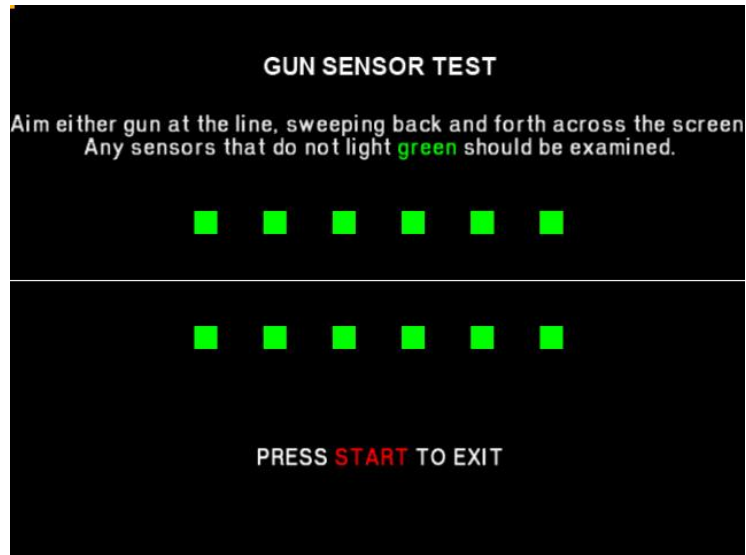 GUN SENSOR TEST
Aim either gun at the line, sweeping back and forth across the screen
Any sensors that do not light green should be examined.
PRESS START TO EXIT